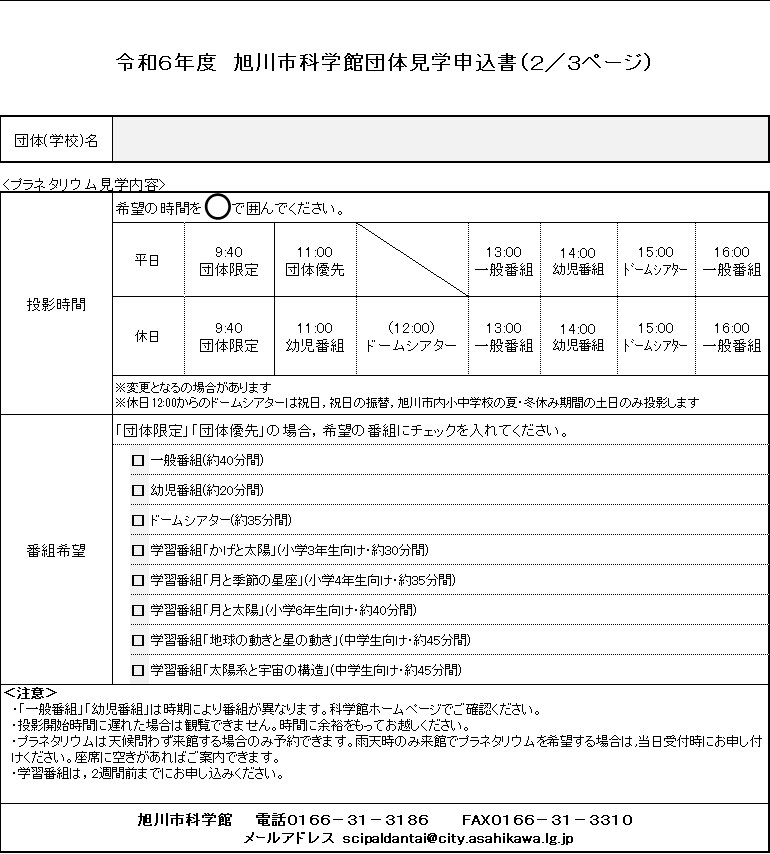 令和6年度　旭川市科学館団体見学申込書(2／3ページ)
団体(学校)名
<プラネタリウム見学内容>
希望の時間を◯で囲んでください。
投影時間
平日
9:40
団体限定
11:00
団体優先
13:00
一般番組
14:00
幼児番組
15:00
ドームシアター
16:00
一般番組
休日
9:40
団体限定
11:00
幼児番組
(12:00)
ドームシアター
13:00
一般番組
14:00
幼児番組
15:00
ドームシアター
16:00
一般番組
※変更となるの場合があります
※休日12:00からのドームシアターは祝日，祝日の振替，旭川市内小中学校の夏・冬休み期間の土日のみ投影します
番組希望
「団体限定」「団体優先」の場合，希望の番組にチェックを入れてください。
□ 一般番組(約40分間)
□ 幼児番組(約20分間)
□ ドームシアター(約35分間)
□ 学習番組「かげと太陽」(小学3年生向け・約30分間)
□ 学習番組「月と季節の星座」(小学4年生向け・約35分間)
□ 学習番組「月と太陽」(小学6年生向け・約40分間)
□ 学習番組「地球の動きと星の動き」(中学生向け・約45分間)
□ 学習番組「太陽系と宇宙の構造」(中学生向け・約45分間)
＜注意＞
・「一般番組」「幼児番組」は時期により番組が異なります。科学館ホームページでご確認ください。
・投影開始時間に遅れた場合は観覧できません。時間に余裕をもってお越しください。
・プラネタリウムは天候問わず来館する場合のみ予約できます。雨天時のみ来館でプラネタリウムを希望する場合は，当日受付時にお申し付
けください。座席に空きがあればご案内できます。
・学習番組は，2週間前までにお申し込みください。
旭川市科学館　電話0166－31－3186　FAX0166－31－3310
メールアドレス scipaldantai@city.asahikawa.lg.jp